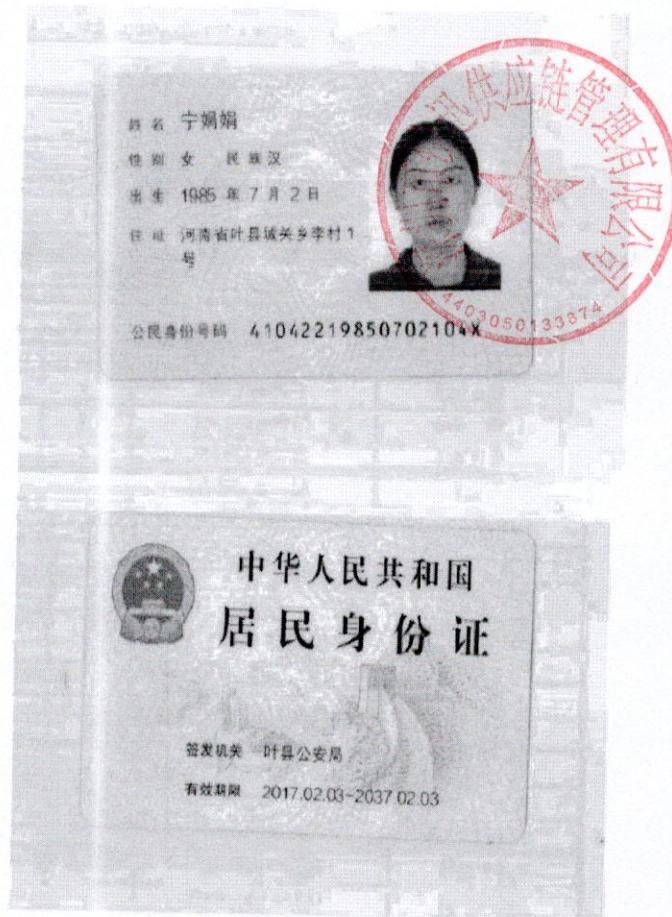 姓名 宁娟娟
性别 女 民族 汉
出生 1985 年 7 月 2 日
住址 河南省叶县城关乡李村1
号
公民身份号码 41042219850702104X
迅供应链管理有限公司
4403050133874
中华人民共和国
居民身份证
签发机关 叶县公安局
有效期限 2017.02.03-2037.02.03